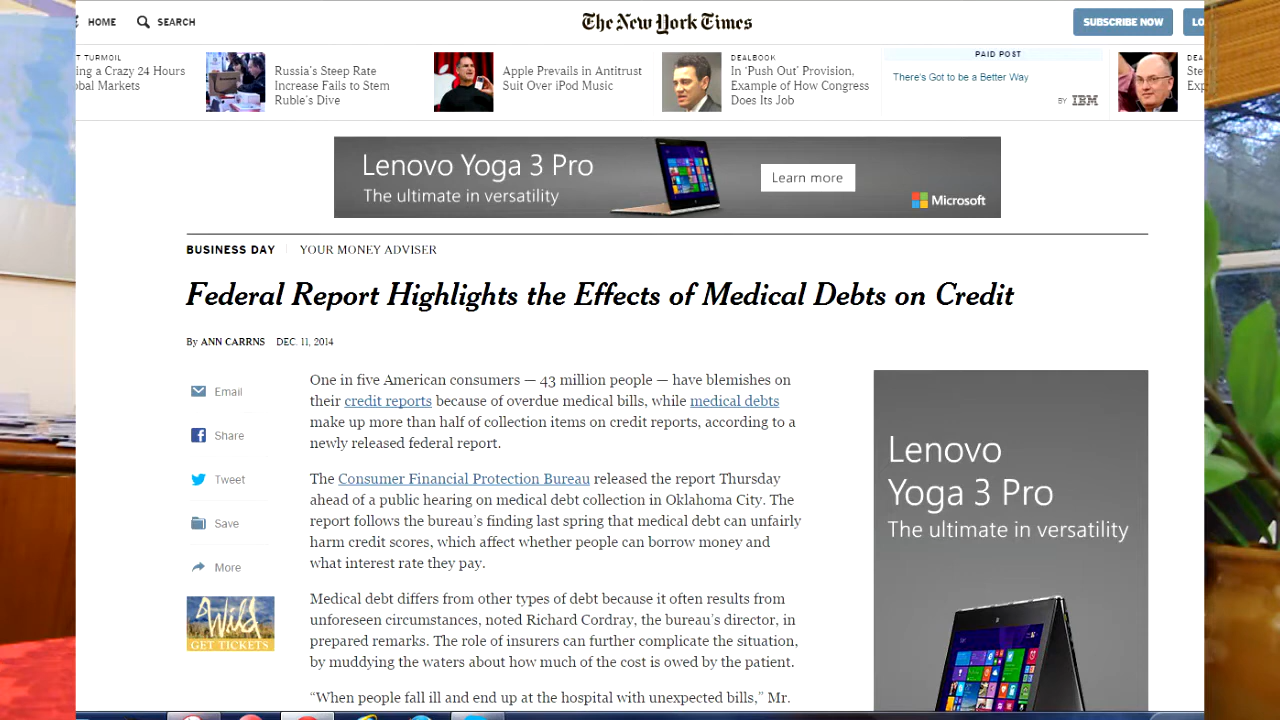 HOME
SEARCH
The New York Times
SUBSCRIBE NOW
LO
T TURMOIL
ing a Crazy 24 Hours
obal Markets
Russia's Steep Rate
Increase Fails to Stem
Ruble's Dive
Apple Prevails in Antitrust
Suit Over iPod Music
DEALBOOK
In 'Push Out' Provision,
Example of How Congress
Does Its Job
PAID POST
There's Got to be a Better Way
BY IBM
DEA
Ste
Exp
Lenovo Yoga 3 Pro
The ultimate in versatility
Learn more
Microsoft
BUSINESS DAY
YOUR MONEY ADVISER
Federal Report Highlights the Effects of Medical Debts on Credit
By ANN CARRNS DEC. 11, 2014
Email
Share
Tweet
Save
More
Wild
GET TICKETS
One in five American consumers — 43 million people — have blemishes on
their credit reports because of overdue medical bills, while medical debts
make up more than half of collection items on credit reports, according to a
newly released federal report.
The Consumer Financial Protection Bureau released the report Thursday
ahead of a public hearing on medical debt collection in Oklahoma City. The
report follows the bureau's finding last spring that medical debt can unfairly
harm credit scores, which affect whether people can borrow money and
what interest rate they pay.
Medical debt differs from other types of debt because it often results from
unforeseen circumstances, noted Richard Cordray, the bureau's director, in
prepared remarks. The role of insurers can further complicate the situation,
by muddying the waters about how much of the cost is owed by the patient.
“When people fall ill and end up at the hospital with unexpected bills,” Mr.
Lenovo
Yoga 3 Pro
The ultimate in versatility